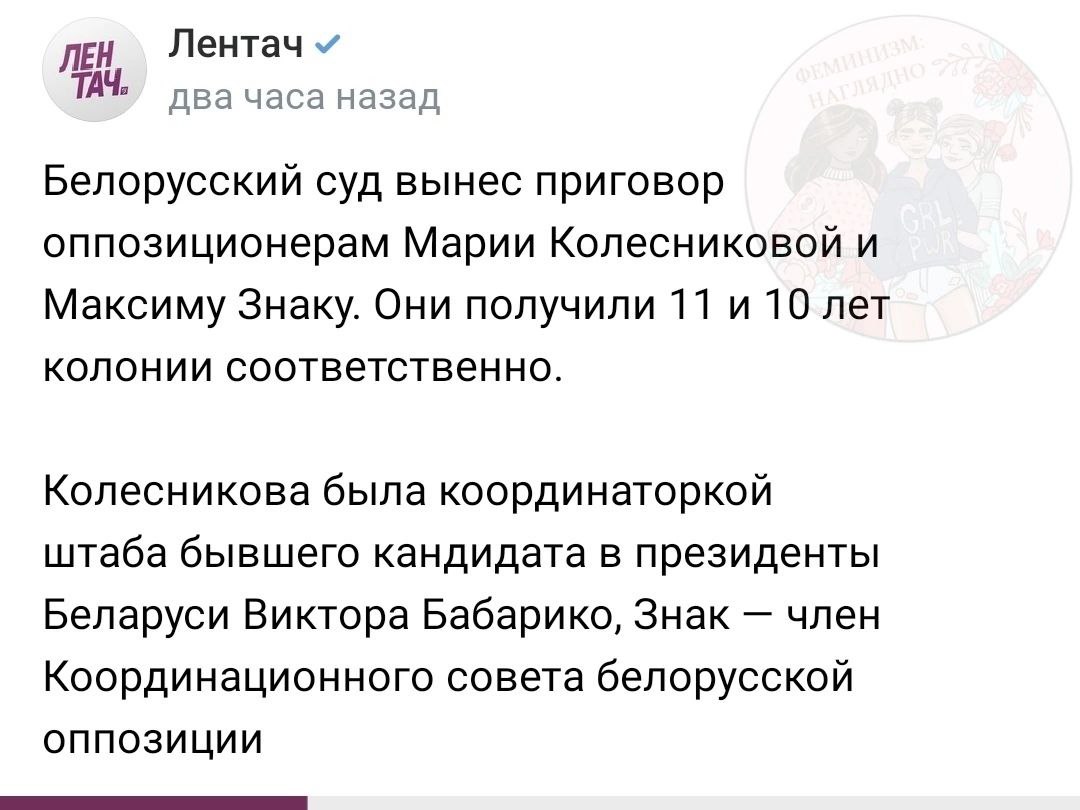 ЛЕН
ТАЧ.
Лентач
два часа назад
ФЕМИНИЗМ:
НАГЛЯДНО
GRL
PWR
Белорусский суд вынес приговор
оппозиционерам Марии Колесниковой и
Максиму Знаку. Они получили 11 и 10 лет
колонии соответственно.
Колесникова была координаторкой
штаба бывшего кандидата в президенты
Беларуси Виктора Бабарико, Знак — член
Координационного совета белорусской
оппозиции